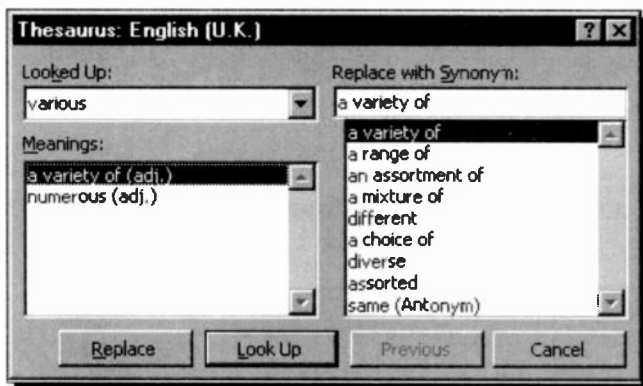 Thesaurus: English (U.K.)
Looked Up:
various
Meanings:
a variety of (adj.)
numerous (adj.)
Replace with Synonym:
a variety of
a variety of
a range of
an assortment of
a mixture of
different
a choice of
diverse
assorted
same (Antonym)
Replace
Look Up
Previous
Cancel